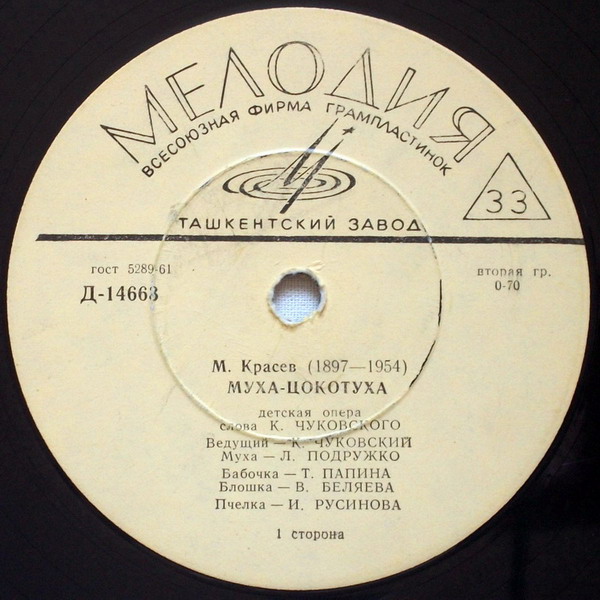 МЕЛОДИЯ
ВСЕСОЮЗНАЯ ФИРМА ГРАМПЛАСТИНОК
33
ТАШКЕНТСКИЙ ЗАВОД
гост 5289-61
Д-14663
вторая гр.
0-70
М. Красев (1897—1954)
МУХА-ЦОКОТУХА
детская опера
слова К. ЧУКОВСКОГО
Ведущий — К. ЧУКОВСКИЙ
Муха — Л. ПОДРУЖКО
Бабочка — Т. ПАПИНА
Блошка — В. БЕЛЯЕВА
Пчелка — И. РУСИНОВА
1 сторона